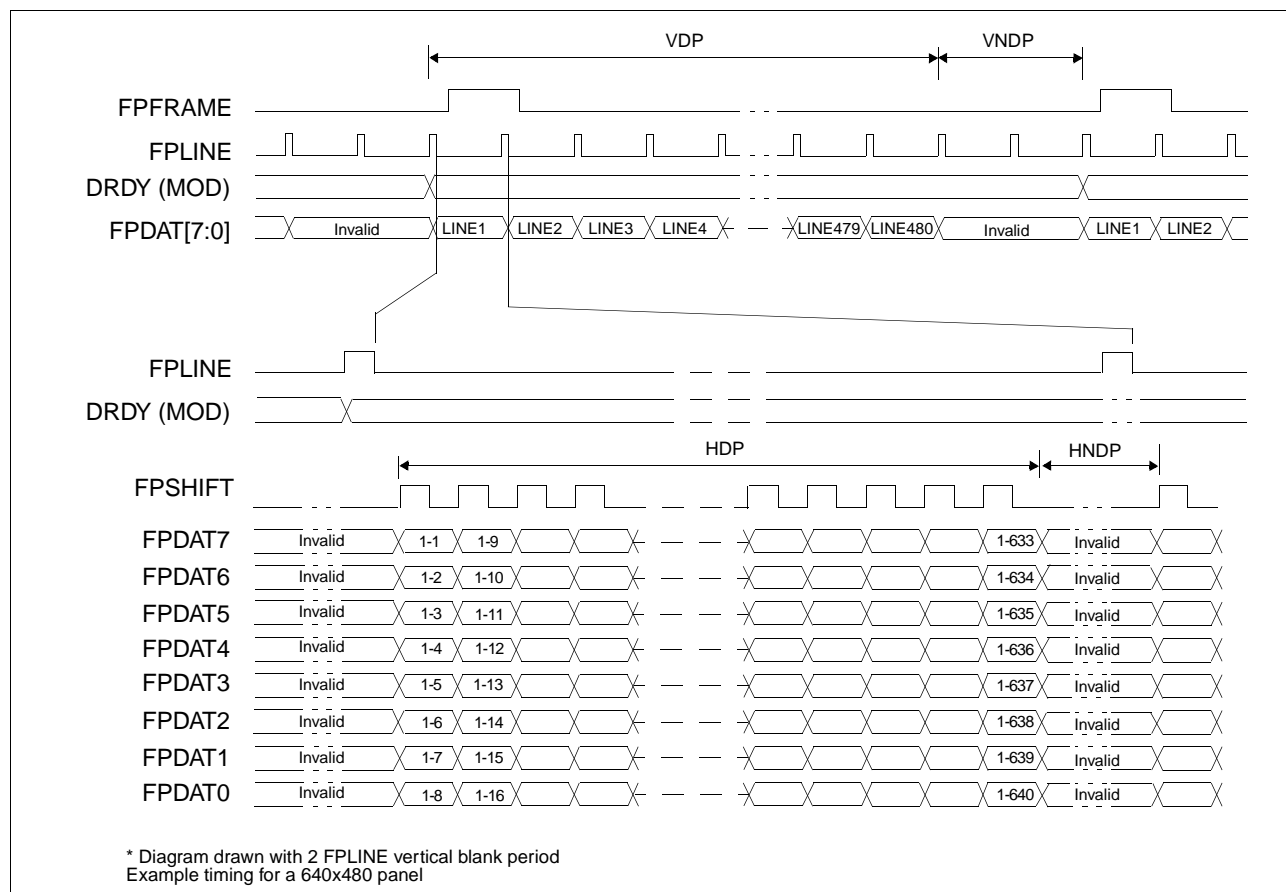 VDP VNDP
FPFRAME
FPLINE
DRDY (MOD)
FPDAT[7:0] Invalid LINE1 LINE2 LINE3 LINE4 LINE479 LINE480 Invalid LINE1 LINE2
FPLINE
DRDY (MOD)
HDP HNDP
FPSHIFT
FPDAT7 Invalid 1-1 1-9 1-633 Invalid
FPDAT6 Invalid 1-2 1-10 1-634 Invalid
FPDAT5 Invalid 1-3 1-11 1-635 Invalid
FPDAT4 Invalid 1-4 1-12 1-636 Invalid
FPDAT3 Invalid 1-5 1-13 1-637 Invalid
FPDAT2 Invalid 1-6 1-14 1-638 Invalid
FPDAT1 Invalid 1-7 1-15 1-639 Invalid
FPDAT0 Invalid 1-8 1-16 1-640 Invalid
* Diagram drawn with 2 FPLINE vertical blank period
Example timing for a 640x480 panel